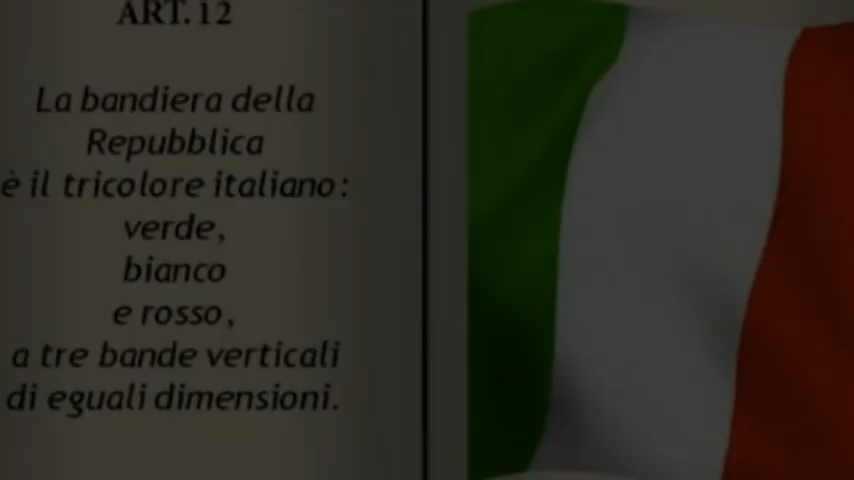 ART. 12
La bandiera della
Repubblica
è il tricolore italiano:
verde,
bianco
e rosso,
a tre bande verticali
di eguali dimensioni.